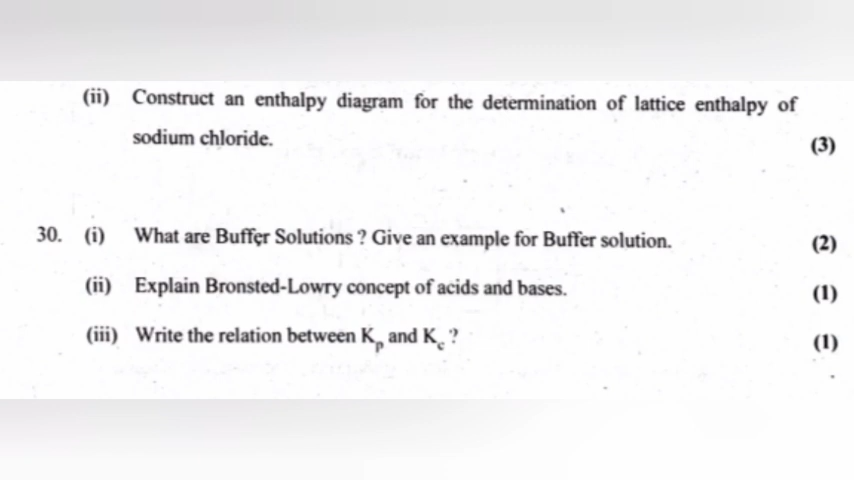 (ii) Construct an enthalpy diagram for the determination of lattice enthalpy of
sodium chloride. (3)
30. (i) What are Buffer Solutions ? Give an example for Buffer solution. (2)
(ii) Explain Bronsted-Lowry concept of acids and bases. (1)
(iii) Write the relation between Kp and Kc ? (1)